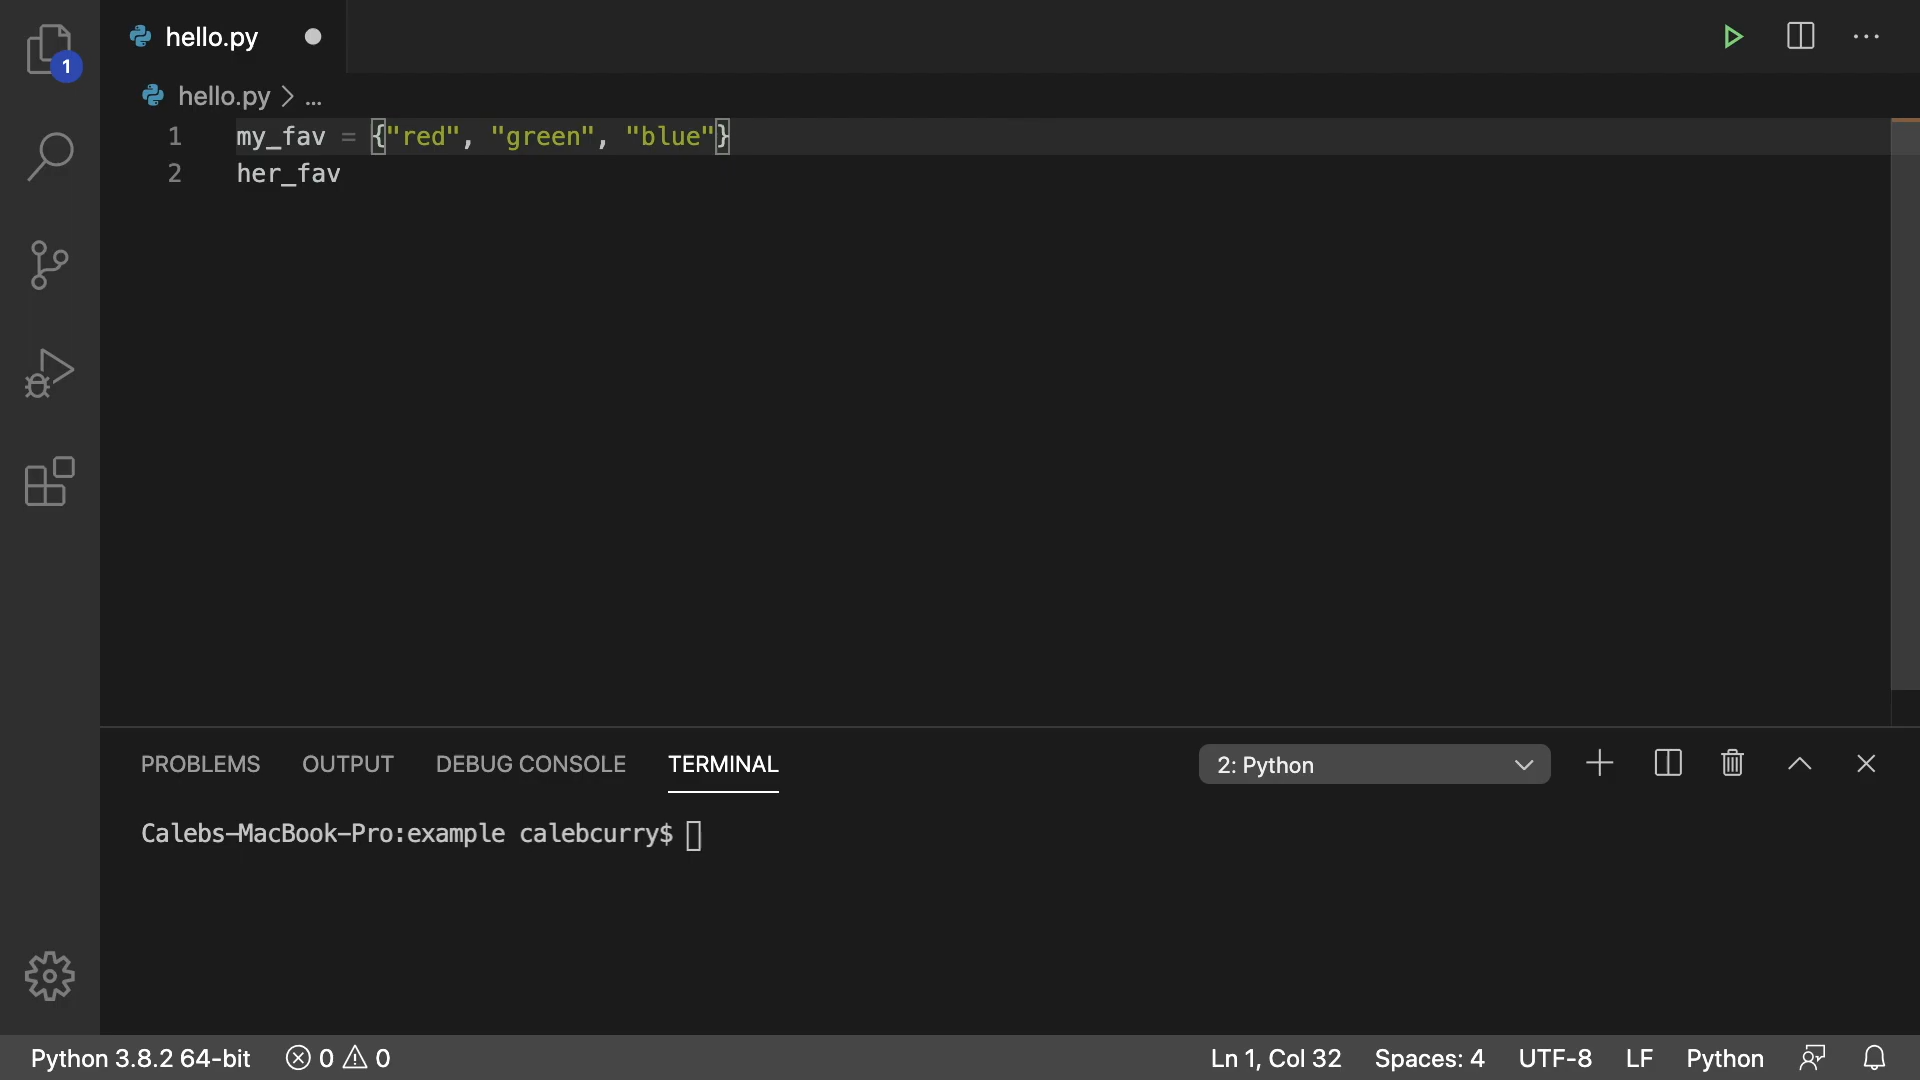 hello.py
1
hello.py > ...
1 my_fav = {"red", "green", "blue"}
2 her_fav
PROBLEMS OUTPUT DEBUG CONSOLE TERMINAL 2: Python
Calebs-MacBook-Pro:example calebcurry$
Python 3.8.2 64-bit 0 0 Ln 1, Col 32 Spaces: 4 UTF-8 LF Python